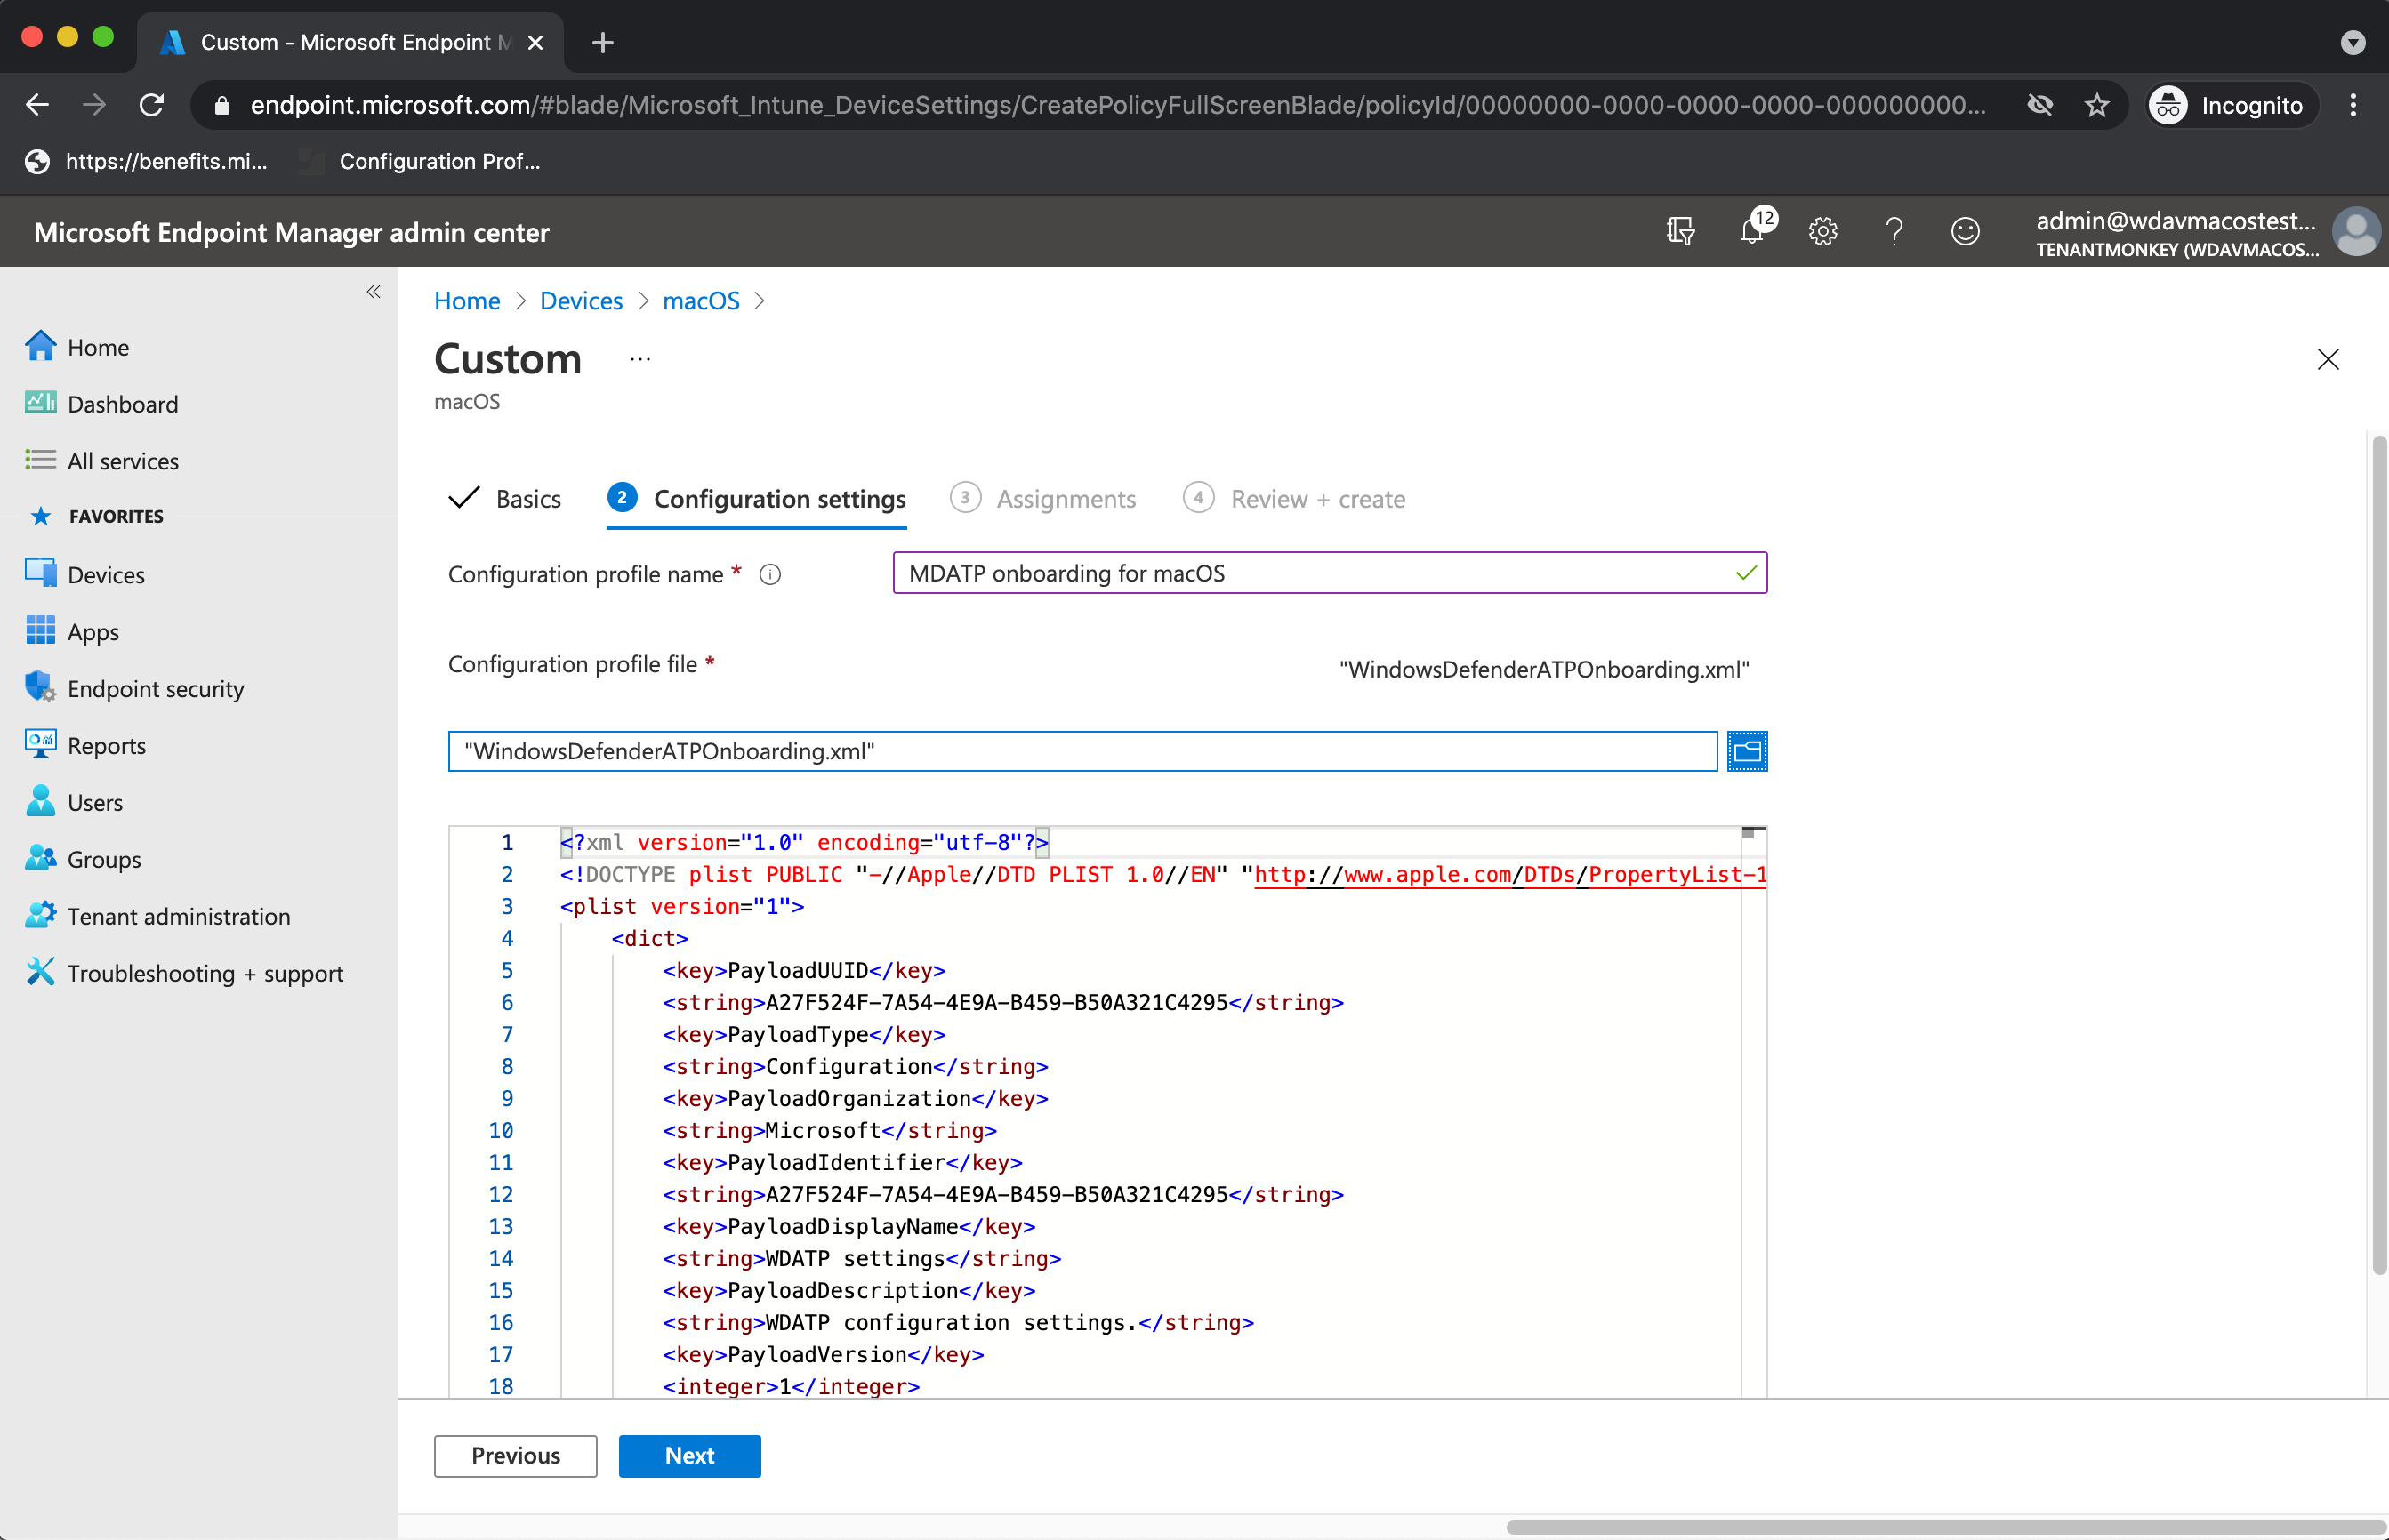 Custom - Microsoft Endpoint M
endpoint.microsoft.com/#blade/Microsoft_Intune_DeviceSettings/CreatePolicyFullScreenBlade/policyId/00000000-0000-0000-0000-000000000...
Incognito
https://benefits.mi...
Configuration Prof...
Microsoft Endpoint Manager admin center
12
admin@wdavmacostest...
TENANTMONKEY (WDAVMACOS...
Home
Dashboard
All services
FAVORITES
Devices
Apps
Endpoint security
Reports
Users
Groups
Tenant administration
Troubleshooting + support
Home > Devices > macOS >
Custom ...
macOS
Basics
2 Configuration settings
3 Assignments
4 Review + create
Configuration profile name *
MDATP onboarding for macOS
Configuration profile file *
"WindowsDefenderATPOnboarding.xml"
"WindowsDefenderATPOnboarding.xml"
1 <?xml version="1.0" encoding="utf-8"?>
2 <!DOCTYPE plist PUBLIC "-//Apple//DTD PLIST 1.0//EN" "http://www.apple.com/DTDs/PropertyList-1
3 <plist version="1">
4 <dict>
5 <key>PayloadUUID</key>
6 <string>A27F524F-7A54-4E9A-B459-B50A321C4295</string>
7 <key>PayloadType</key>
8 <string>Configuration</string>
9 <key>PayloadOrganization</key>
10 <string>Microsoft</string>
11 <key>PayloadIdentifier</key>
12 <string>A27F524F-7A54-4E9A-B459-B50A321C4295</string>
13 <key>PayloadDisplayName</key>
14 <string>WDATP settings</string>
15 <key>PayloadDescription</key>
16 <string>WDATP configuration settings.</string>
17 <key>PayloadVersion</key>
18 <integer>1</integer>
Previous
Next